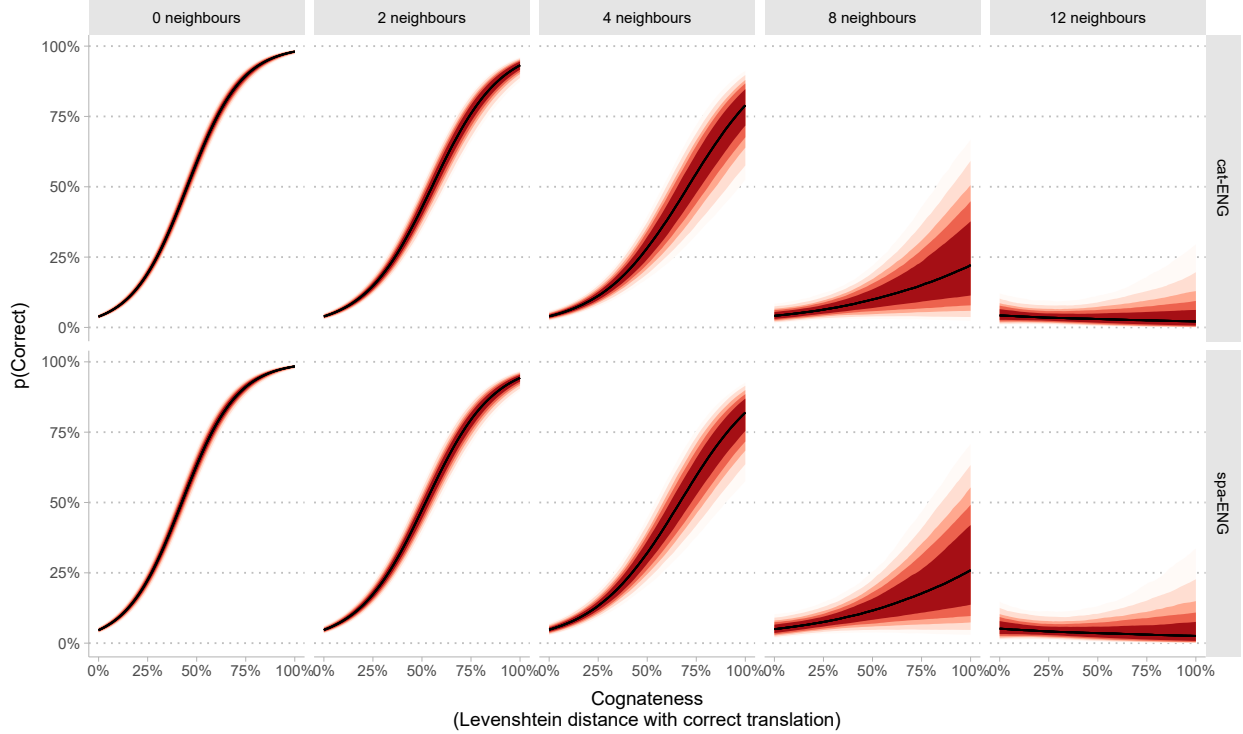 0 neighbours 2 neighbours 4 neighbours 8 neighbours 12 neighbours
100%
75%
50%
25%
0%
cat-ENG
p(Correct)
100%
75%
50%
25%
0%
spa-ENG
0% 25% 50% 75% 100% 0% 25% 50% 75% 100% 0% 25% 50% 75% 100% 0% 25% 50% 75% 100% 0% 25% 50% 75% 100%
Cognateness
(Levenshtein distance with correct translation)